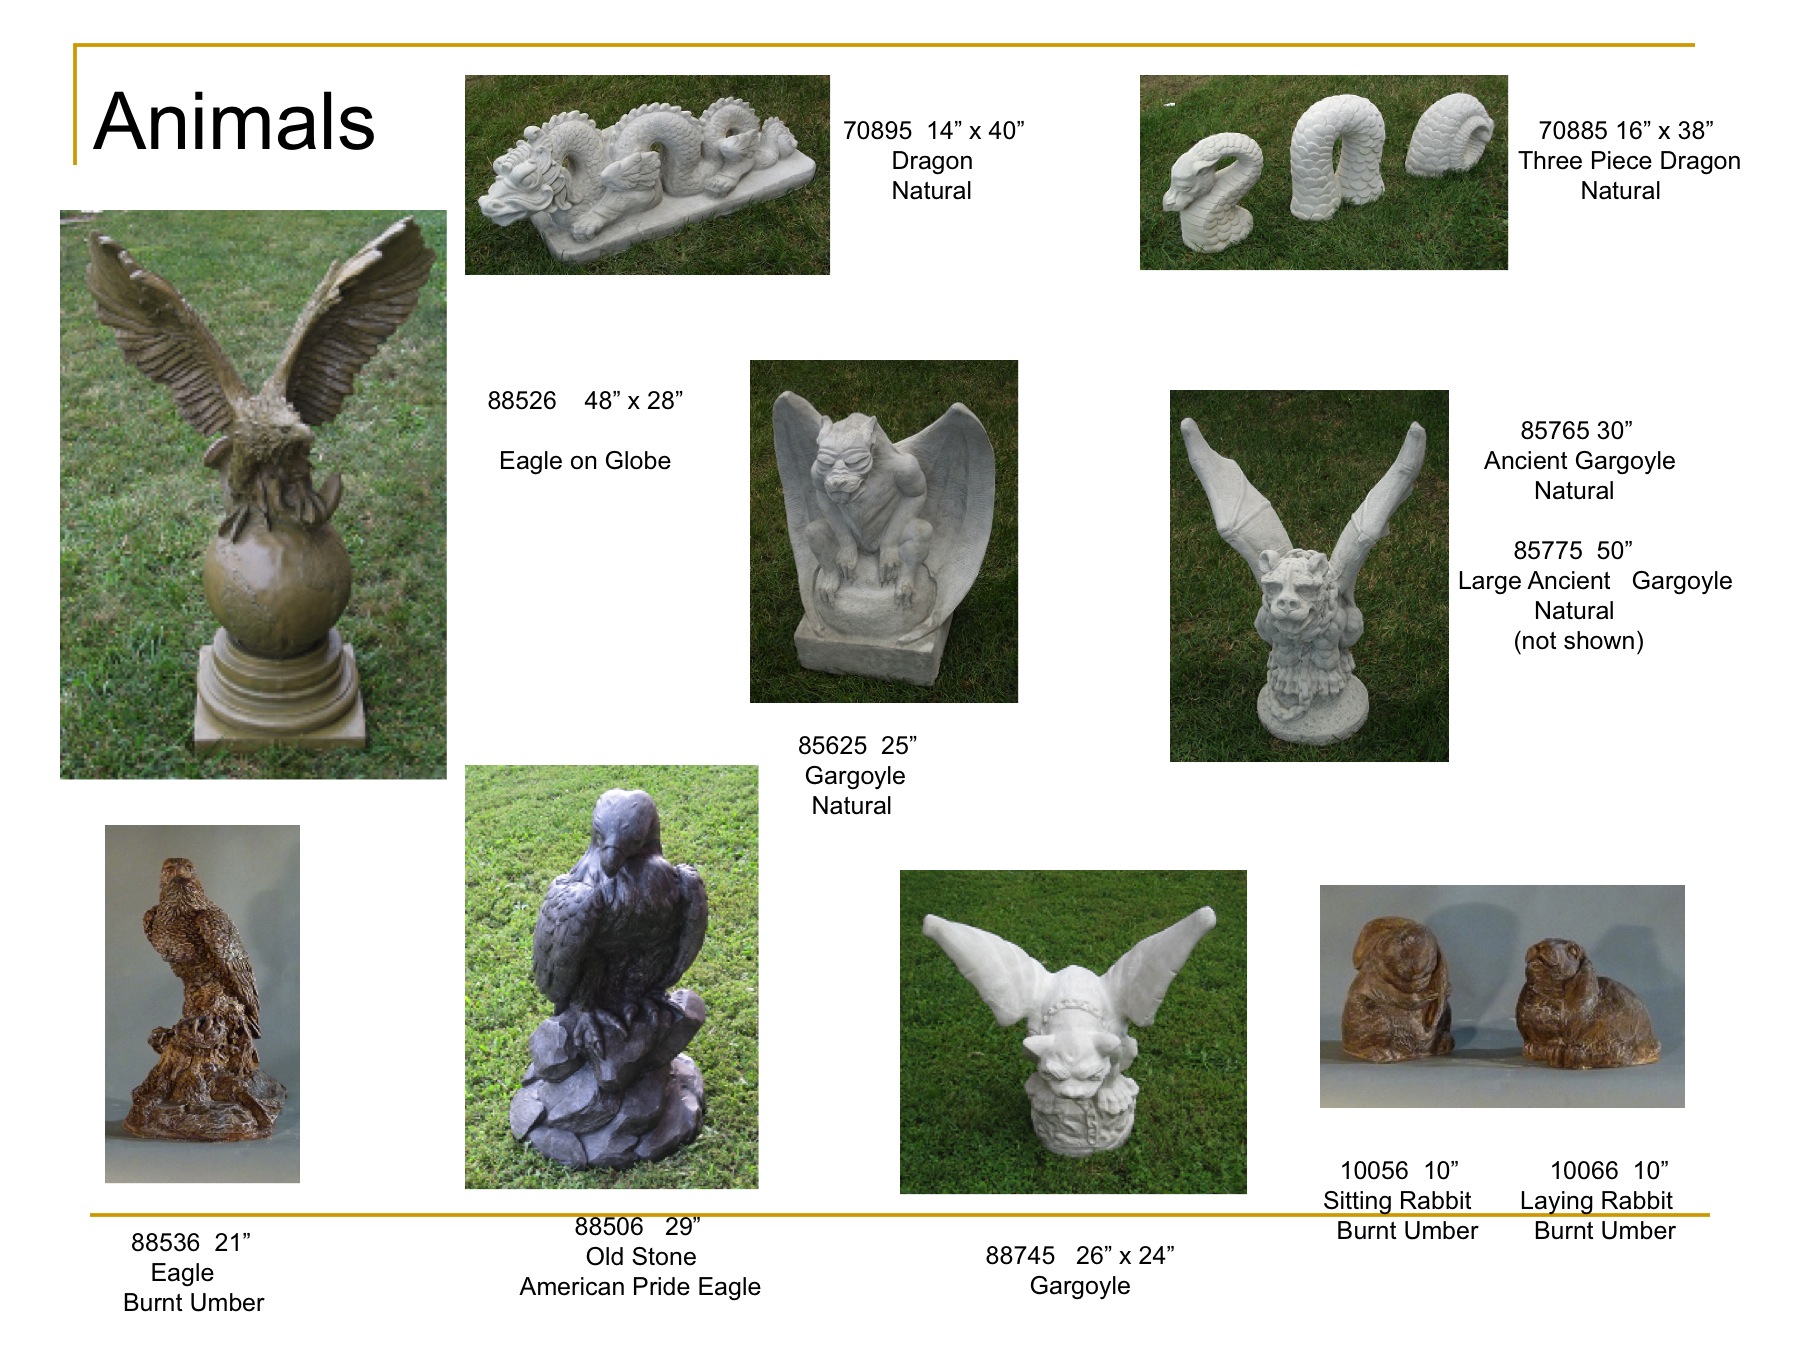 Animals
70895  14” x 40”
Dragon
Natural
70885 16” x 38”
Three Piece Dragon
Natural
88526    48” x 28”
Eagle on Globe
85765 30”
Ancient Gargoyle
Natural
85775  50”
Large Ancient   Gargoyle
Natural
(not shown)
85625  25”
Gargoyle
Natural
88536  21”
Eagle
Burnt Umber
88506   29”
Old Stone
American Pride Eagle
88745   26” x 24”
Gargoyle
10056  10”
Sitting Rabbit
Burnt Umber
10066  10”
Laying Rabbit
Burnt Umber